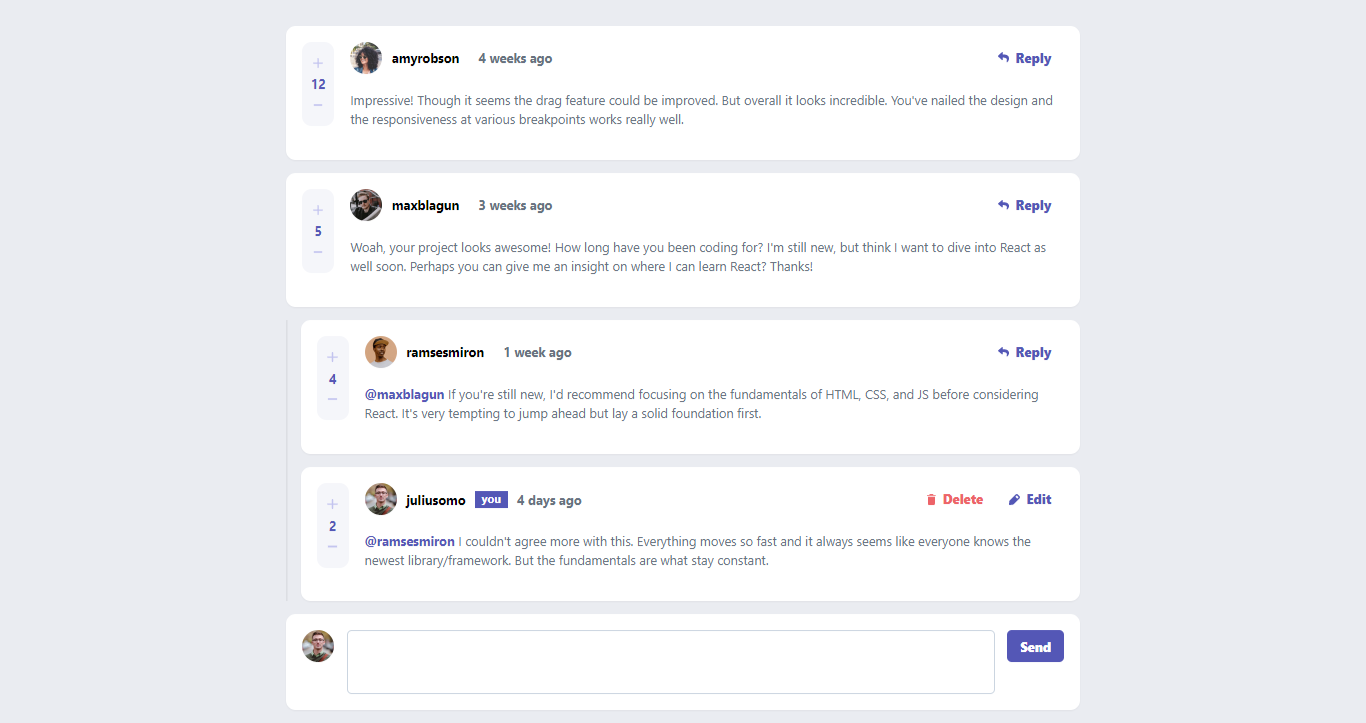 amyrobson 4 weeks ago Reply
+
12
−
Impressive! Though it seems the drag feature could be improved. But overall it looks incredible. You've nailed the design and
the responsiveness at various breakpoints works really well.
maxblagun 3 weeks ago Reply
+
5
−
Woah, your project looks awesome! How long have you been coding for? I'm still new, but think I want to dive into React as
well soon. Perhaps you can give me an insight on where I can learn React? Thanks!
ramsesmiron 1 week ago Reply
+
4
−
@maxblagun If you're still new, I'd recommend focusing on the fundamentals of HTML, CSS, and JS before considering
React. It's very tempting to jump ahead but lay a solid foundation first.
juliusomo you 4 days ago Delete Edit
+
2
−
@ramsesmiron I couldn't agree more with this. Everything moves so fast and it always seems like everyone knows the
newest library/framework. But the fundamentals are what stay constant.
Send